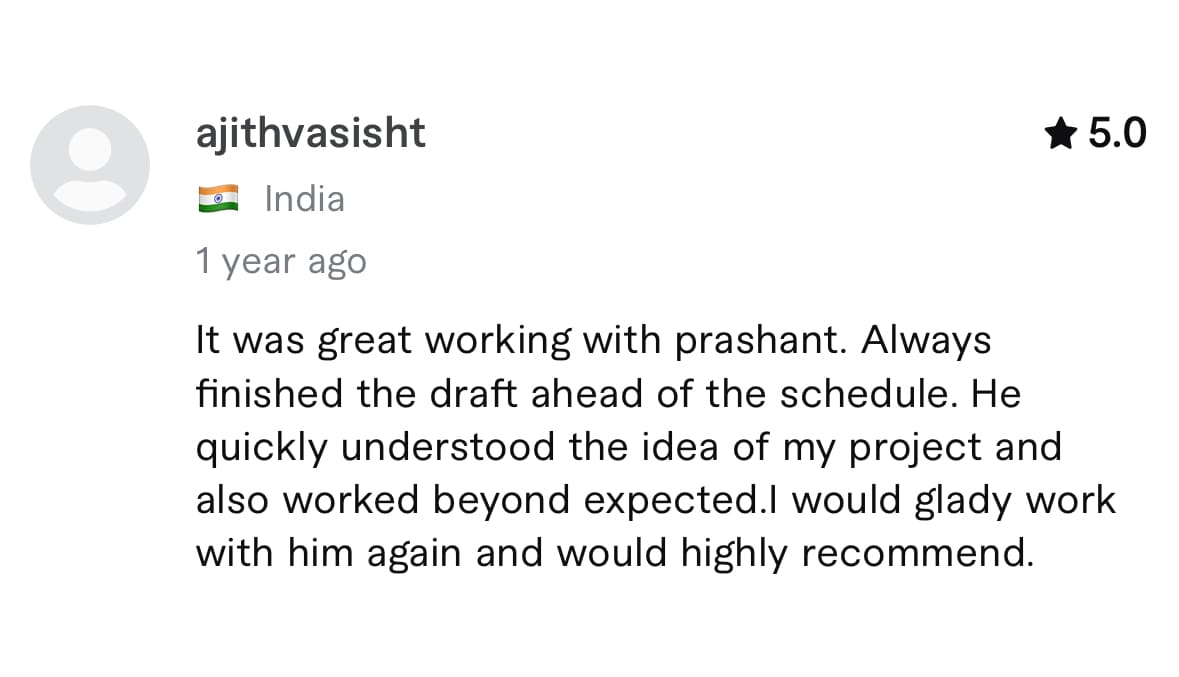 ajithvasisht
★ 5.0
🇮🇳 India
1 year ago
It was great working with prashant. Always
finished the draft ahead of the schedule. He
quickly understood the idea of my project and
also worked beyond expected.I would glady work
with him again and would highly recommend.